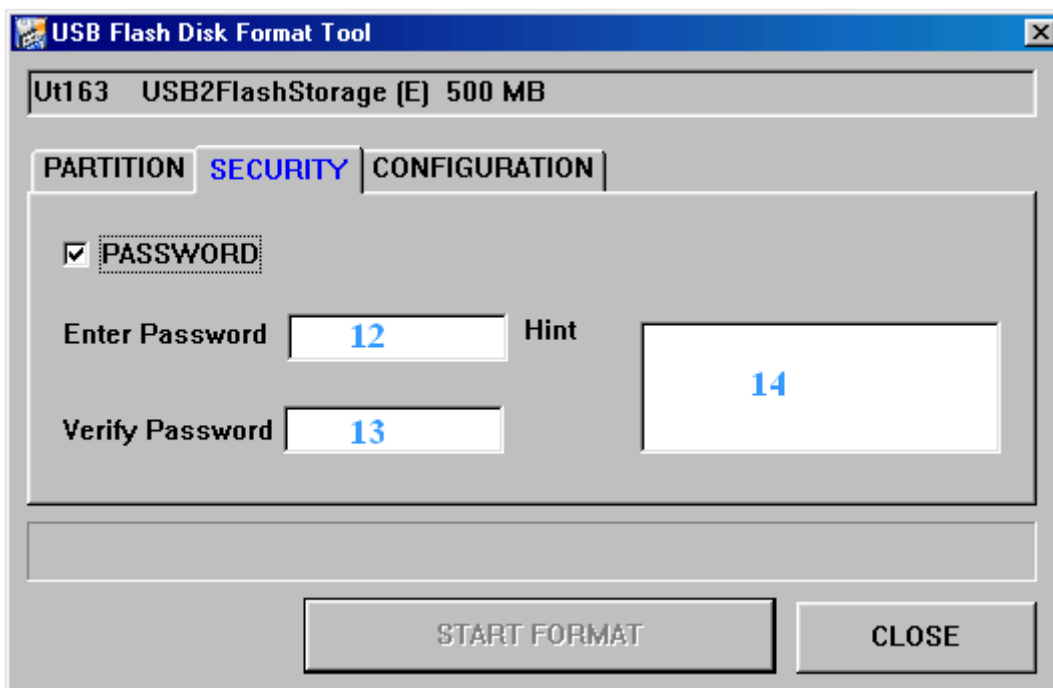 USB Flash Disk Format Tool
Ut163 USB2FlashStorage (E) 500 MB
PARTITION SECURITY CONFIGURATION
PASSWORD
Enter Password 12 Hint 14
Verify Password 13
START FORMAT CLOSE